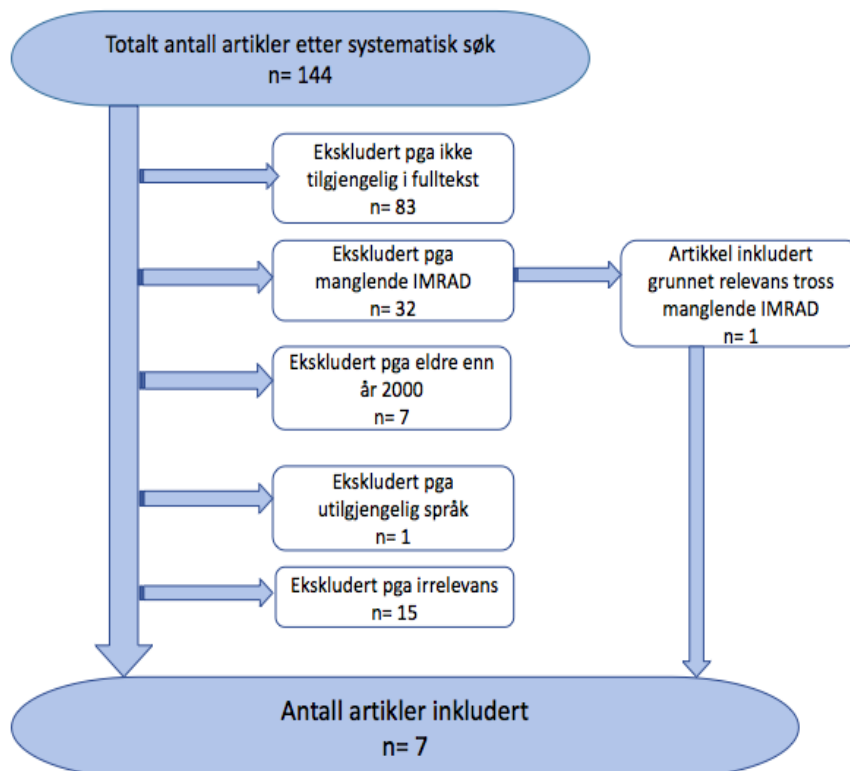 Totalt antall artikler etter systematisk søk
n= 144
Ekskludert pga ikke
tilgjengelig i fulltekst
n= 83
Ekskludert pga
manglende IMRAD
n= 32
Artikkel inkludert
grunnet relevans tross
manglende IMRAD
n= 1
Ekskludert pga eldre enn
år 2000
n= 7
Ekskludert pga
utilgjengelig språk
n= 1
Ekskludert pga irrelevans
n= 15
Antall artikler inkludert
n= 7